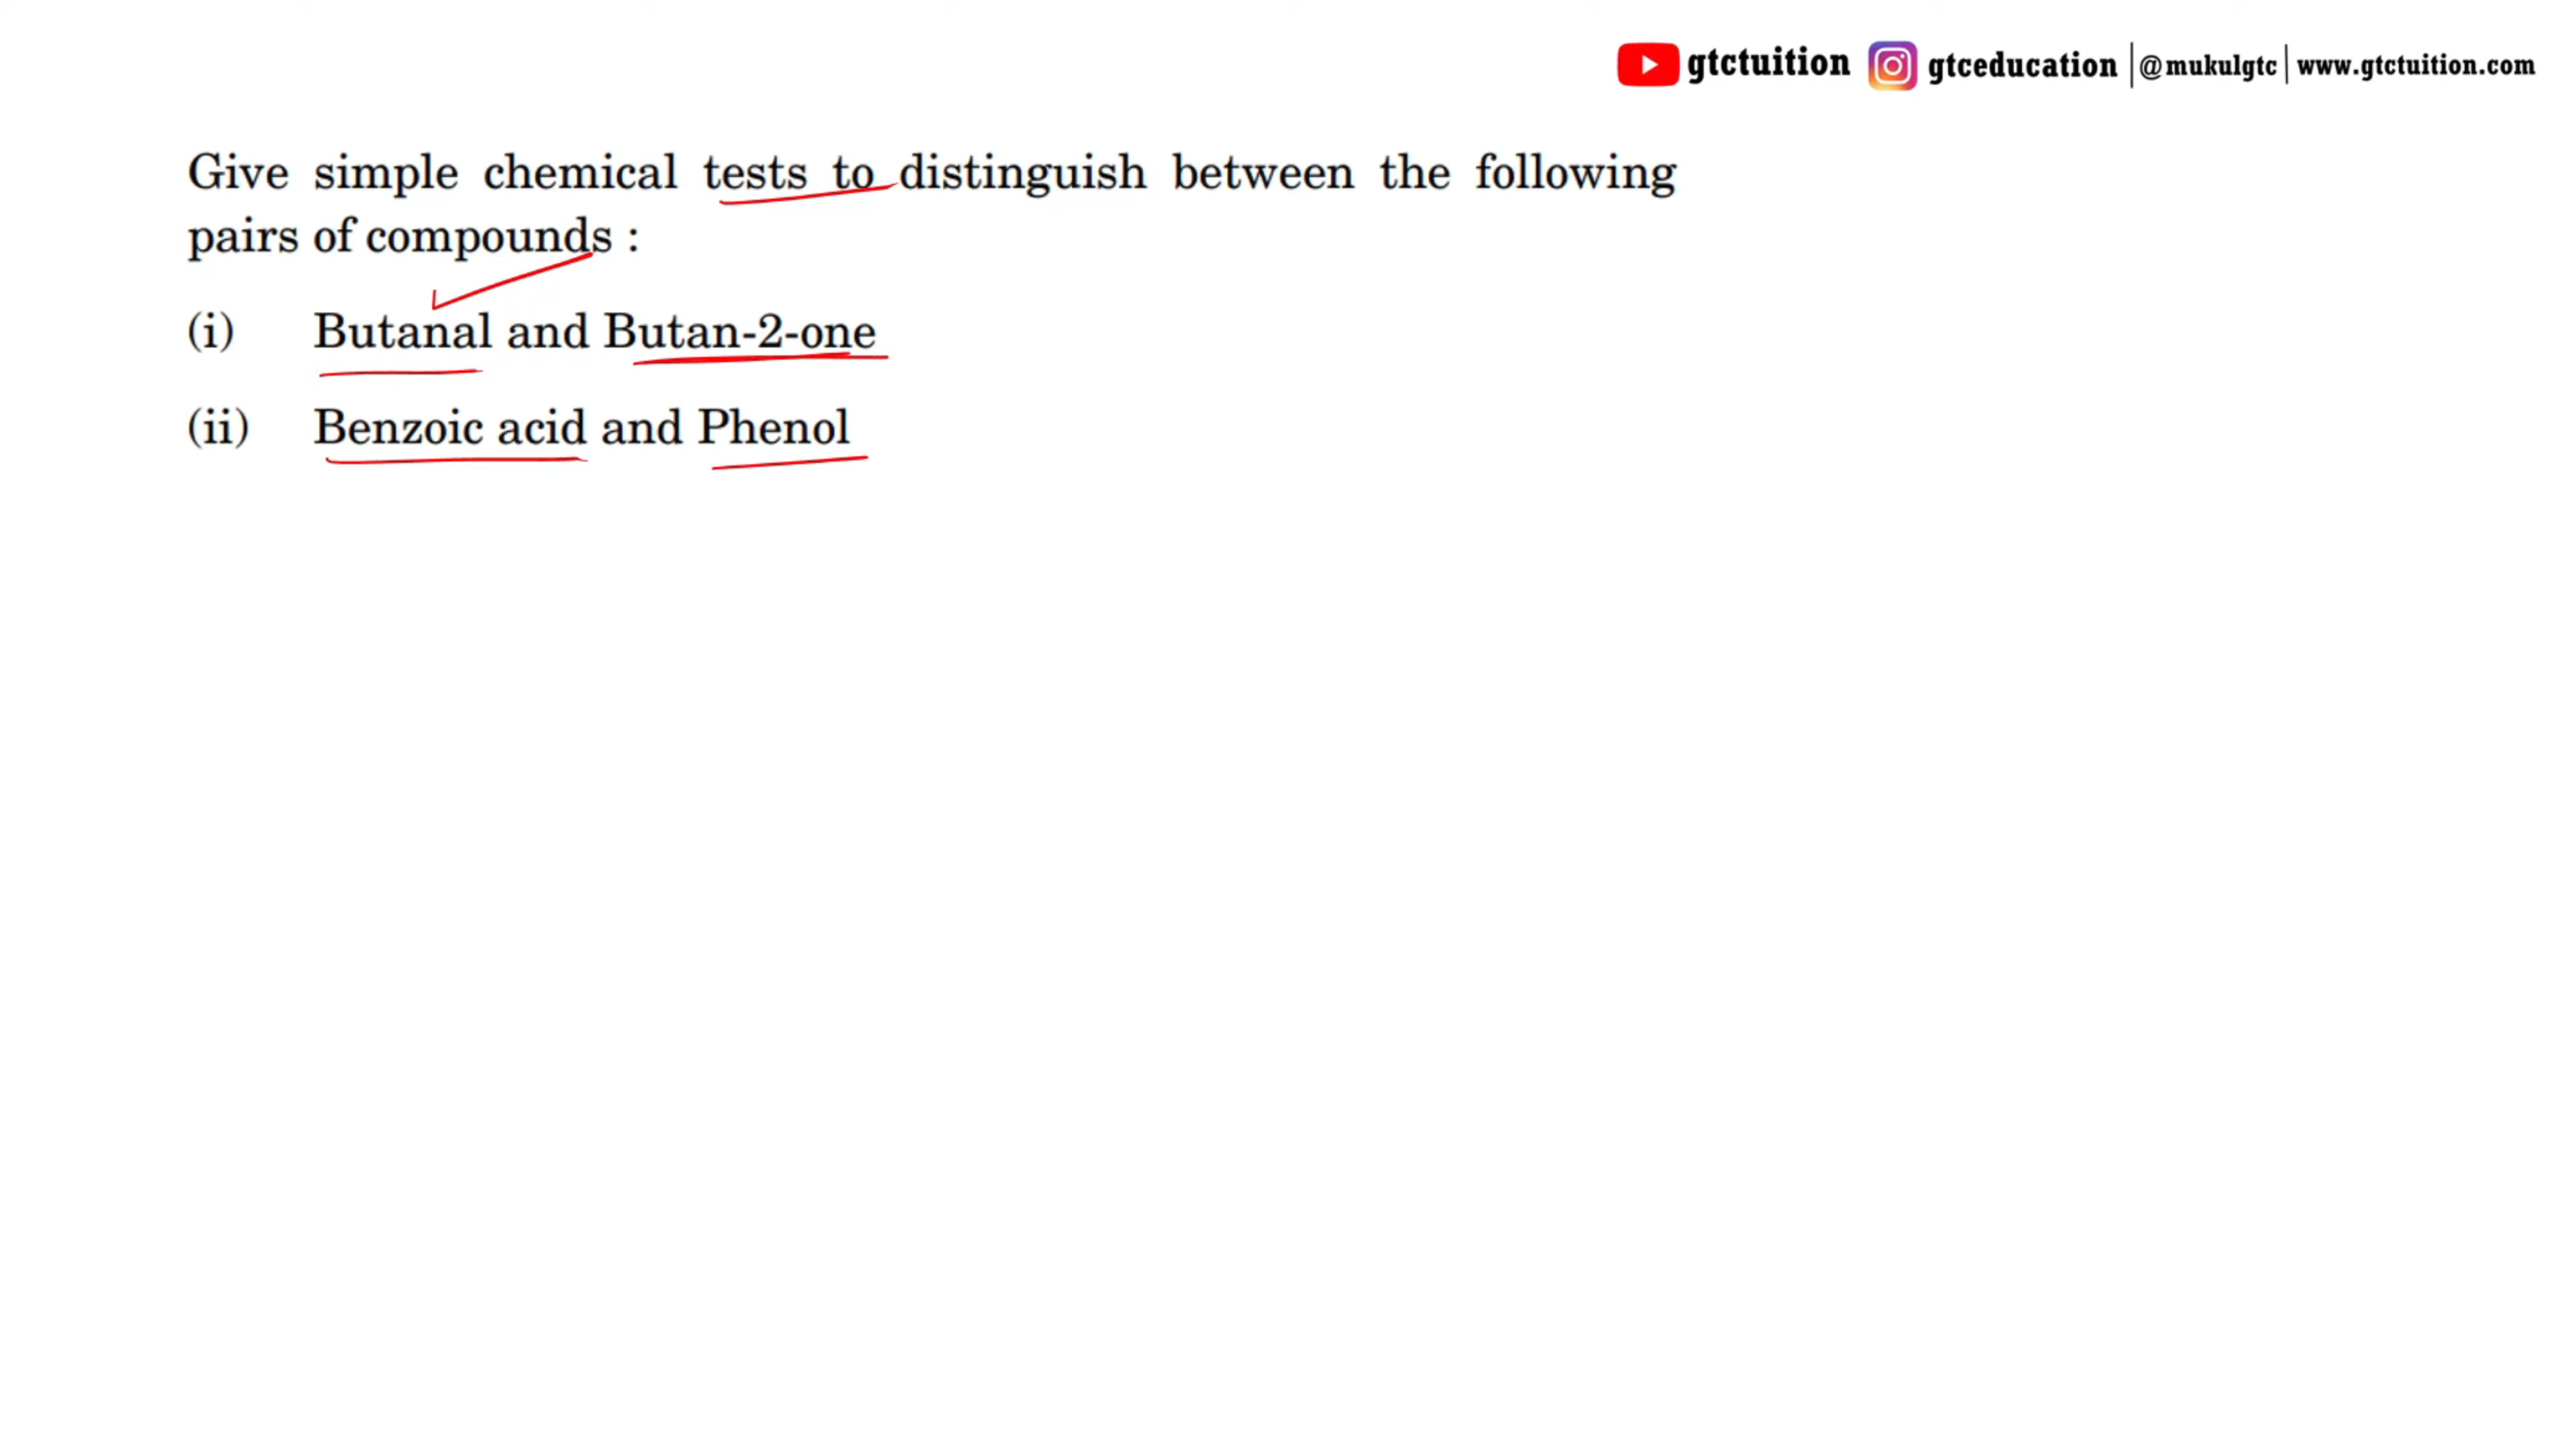 gtctuition gtceducation |@mukulgtc| www.gtctuition.com
Give simple chemical tests to distinguish between the following
pairs of compounds :
(i) Butanal and Butan-2-one
(ii) Benzoic acid and Phenol